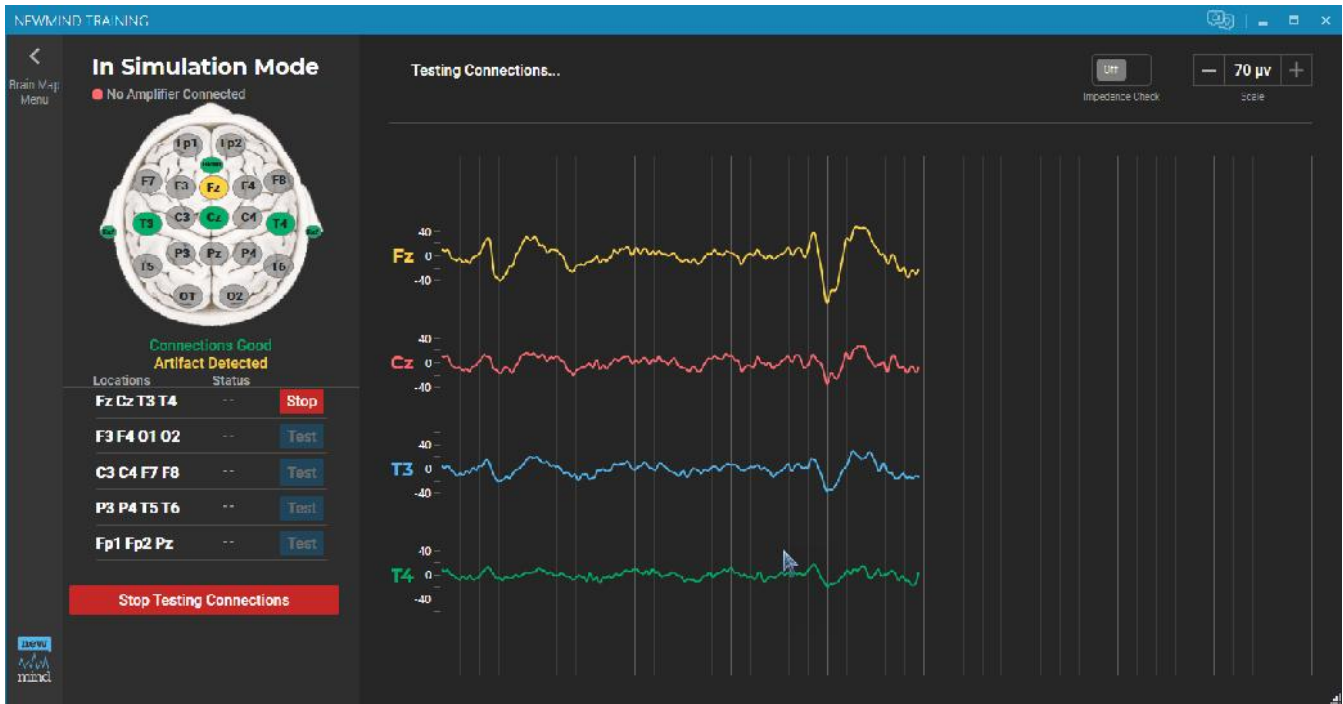 NEWMIND TRAINING
Brain Map
Menu
In Simulation Mode
No Amplifier Connected
Fp2
F7 F3 Fz F4 F8
T3 C3 Cz C4 T4
T5 P3 Pz P4 T6
O1 O2
Connections Good
Artifact Detected
Locations Status
Fz Cz T3 T4 -- Stop
F3 F4 O1 O2 -- Test
C3 C4 F7 F8 -- Test
P3 P4 T5 T6 -- Test
Fp1 Fp2 Pz -- Test
Stop Testing Connections
new
mind
Testing Connections...
Off
Impedance Check
— 70 µv +
Scale
40
Fz 0
-40
40
Cz 0
-40
40
T3 0
-40
40
T4 0
-40